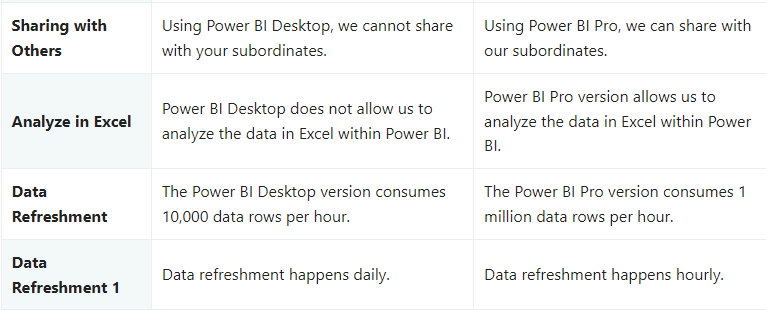 Sharing with
Others
Using Power BI Desktop, we cannot share
with your subordinates.
Using Power BI Pro, we can share with
our subordinates.
Analyze in Excel
Power BI Desktop does not allow us to
analyze the data in Excel within Power BI.
Power BI Pro version allows us to
analyze the data in Excel within Power
BI.
Data
Refreshment
The Power BI Desktop version consumes
10,000 data rows per hour.
The Power BI Pro version consumes 1
million data rows per hour.
Data
Refreshment 1
Data refreshment happens daily.
Data refreshment happens hourly.